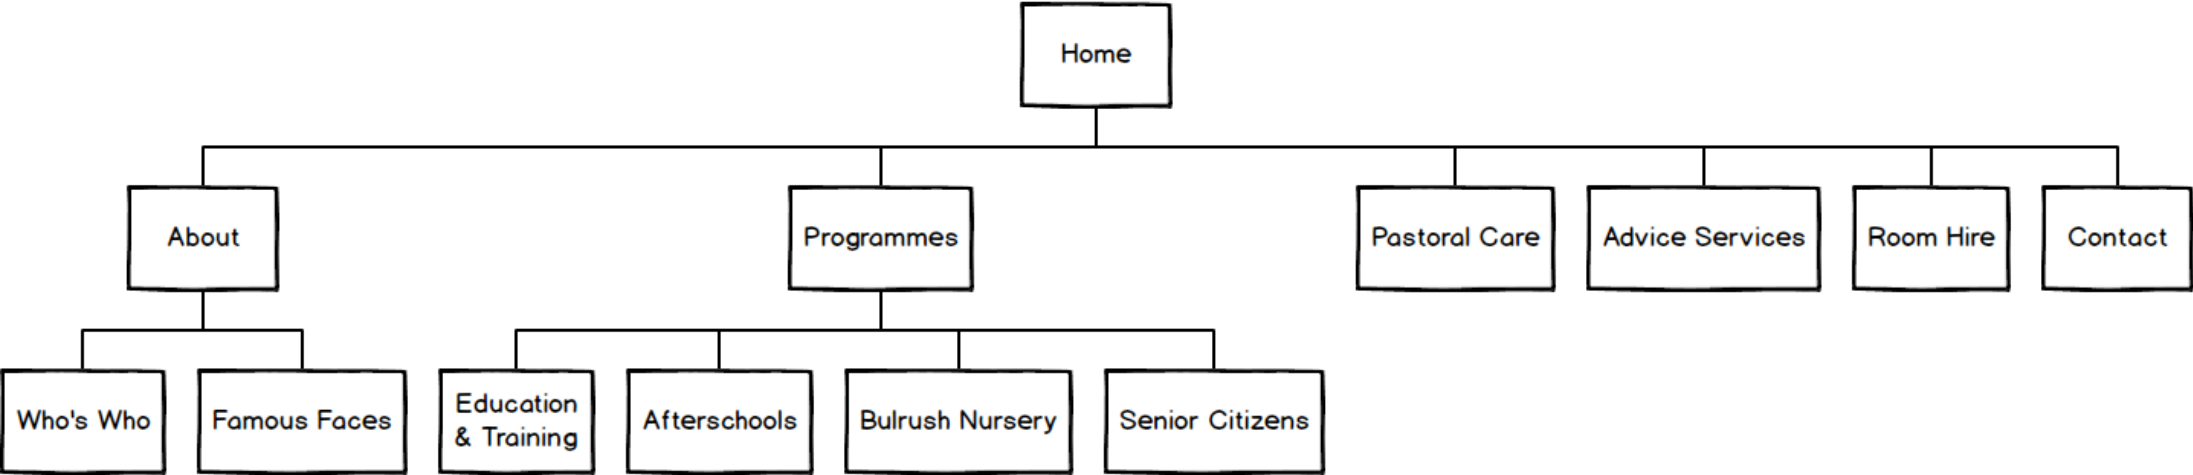 Home
About
Programmes
Pastoral Care
Advice Services
Room Hire
Contact
Who's Who
Famous Faces
Education
& Training
Afterschools
Bulrush Nursery
Senior Citizens